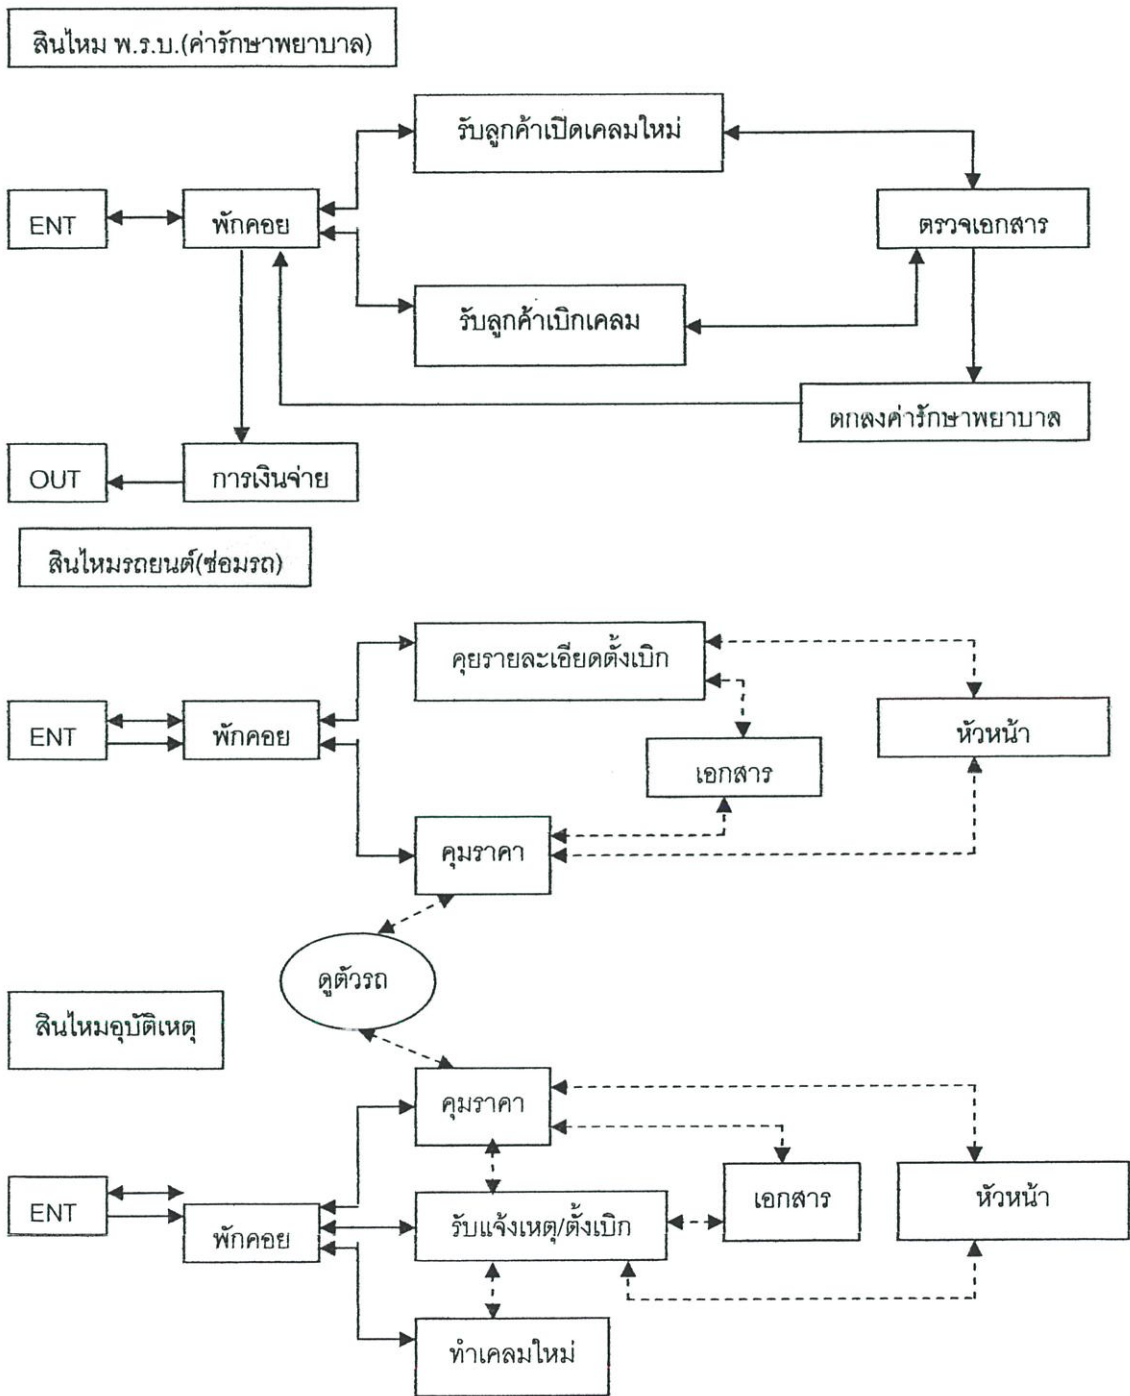 สินไหม พ.ร.บ.(ค่ารักษาพยาบาล)
รับลูกค้าเปิดเคลมใหม่
ENT
พักคอย
ตรวจเอกสาร
รับลูกค้าเบิกเคลม
ตกลงค่ารักษาพยาบาล
OUT
การเงินจ่าย
สินไหมรถยนต์(ซ่อมรถ)
คุยรายละเอียดตั้งเบิก
ENT
พักคอย
หัวหน้า
เอกสาร
คุมราคา
ดูตัวรถ
สินไหมอุบัติเหตุ
คุมราคา
ENT
พักคอย
รับแจ้งเหตุ/ตั้งเบิก
เอกสาร
หัวหน้า
ทำเคลมใหม่